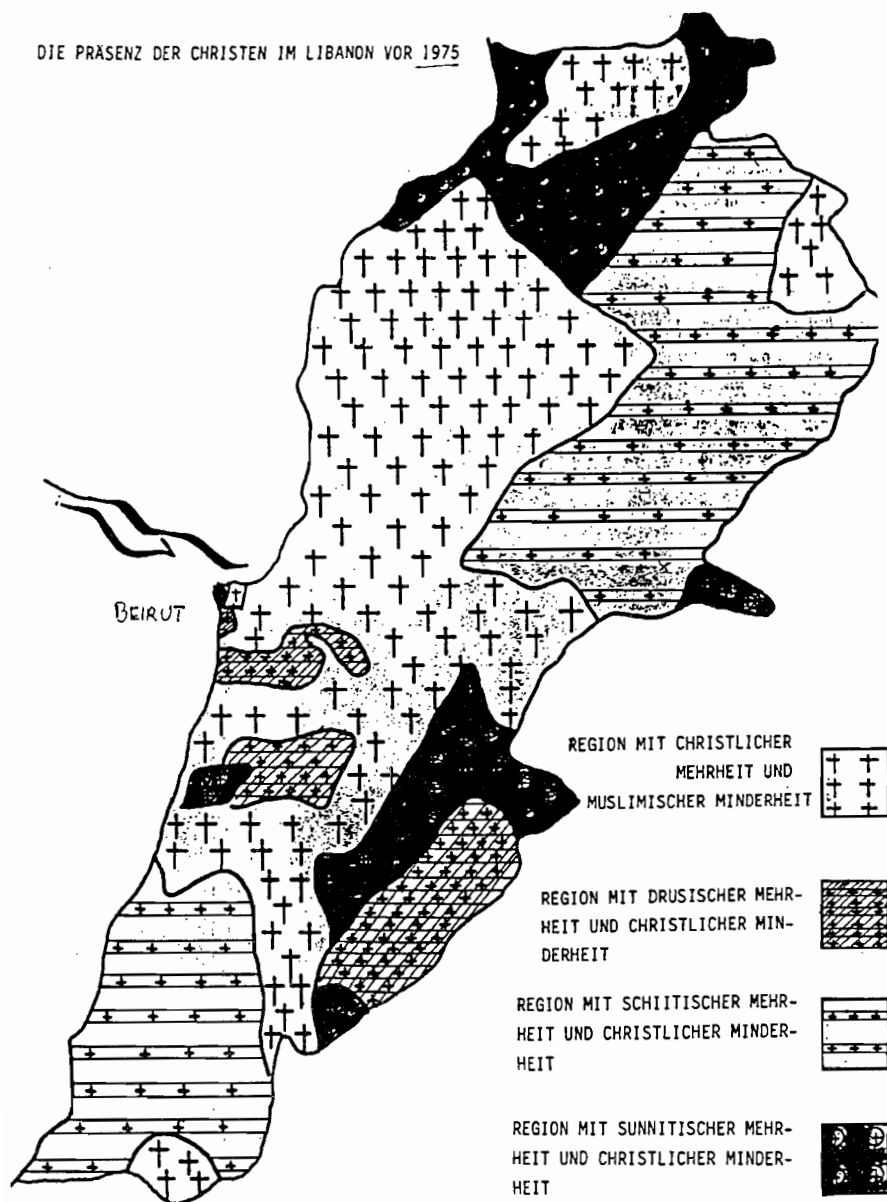 DIE PRÄSENZ DER CHRISTEN IM LIBANON VOR 1975
BEIRUT
REGION MIT CHRISTLICHER
MEHRHEIT UND
MUSLIMISCHER MINDERHEIT
REGION MIT DRUSISCHER MEHR-
HEIT UND CHRISTLICHER MIN-
DERHEIT
REGION MIT SCHIITISCHER MEHR-
HEIT UND CHRISTLICHER MINDER-
HEIT
REGION MIT SUNNITISCHER MEHR-
HEIT UND CHRISTLICHER MINDER-
HEIT